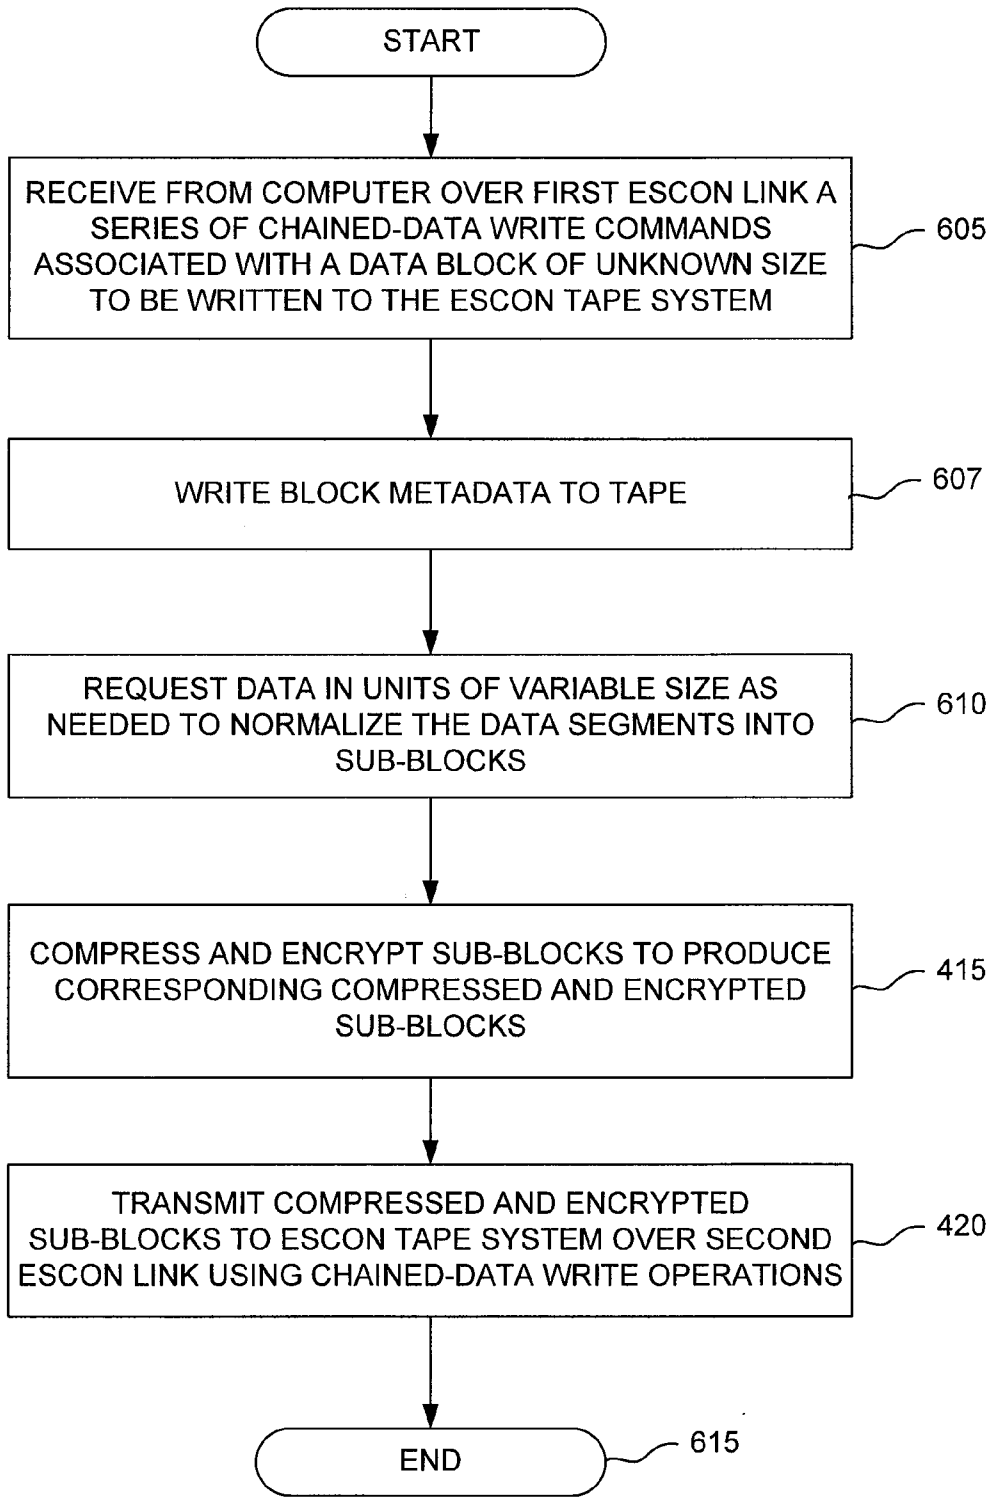 START
RECEIVE FROM COMPUTER OVER FIRST ESCON LINK A
SERIES OF CHAINED-DATA WRITE COMMANDS
ASSOCIATED WITH A DATA BLOCK OF UNKNOWN SIZE
TO BE WRITTEN TO THE ESCON TAPE SYSTEM
605
WRITE BLOCK METADATA TO TAPE
607
REQUEST DATA IN UNITS OF VARIABLE SIZE AS
NEEDED TO NORMALIZE THE DATA SEGMENTS INTO
SUB-BLOCKS
610
COMPRESS AND ENCRYPT SUB-BLOCKS TO PRODUCE
CORRESPONDING COMPRESSED AND ENCRYPTED
SUB-BLOCKS
415
TRANSMIT COMPRESSED AND ENCRYPTED
SUB-BLOCKS TO ESCON TAPE SYSTEM OVER SECOND
ESCON LINK USING CHAINED-DATA WRITE OPERATIONS
420
END
615